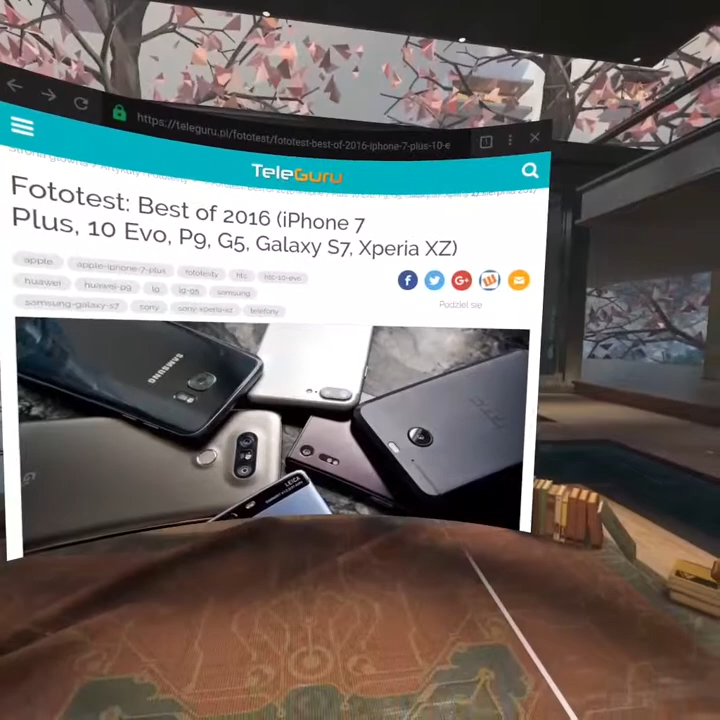 https://teleguru.pl/fototest/fototest-best-of-2016-iphone-7-plus-10-e
1
TeleGuru
Fototest: Best of 2016 (iPhone 7
Plus, 10 Evo, P9, G5, Galaxy S7, Xperia XZ)
apple apple-iphone-7-plus fototesty htc htc-10-evo
huawei huawei-p9 lg lg-g5 samsung
samsung-galaxy-s7 sony sony-xperia-xz telefony
Podziel się
SAMSUNG
LEICA